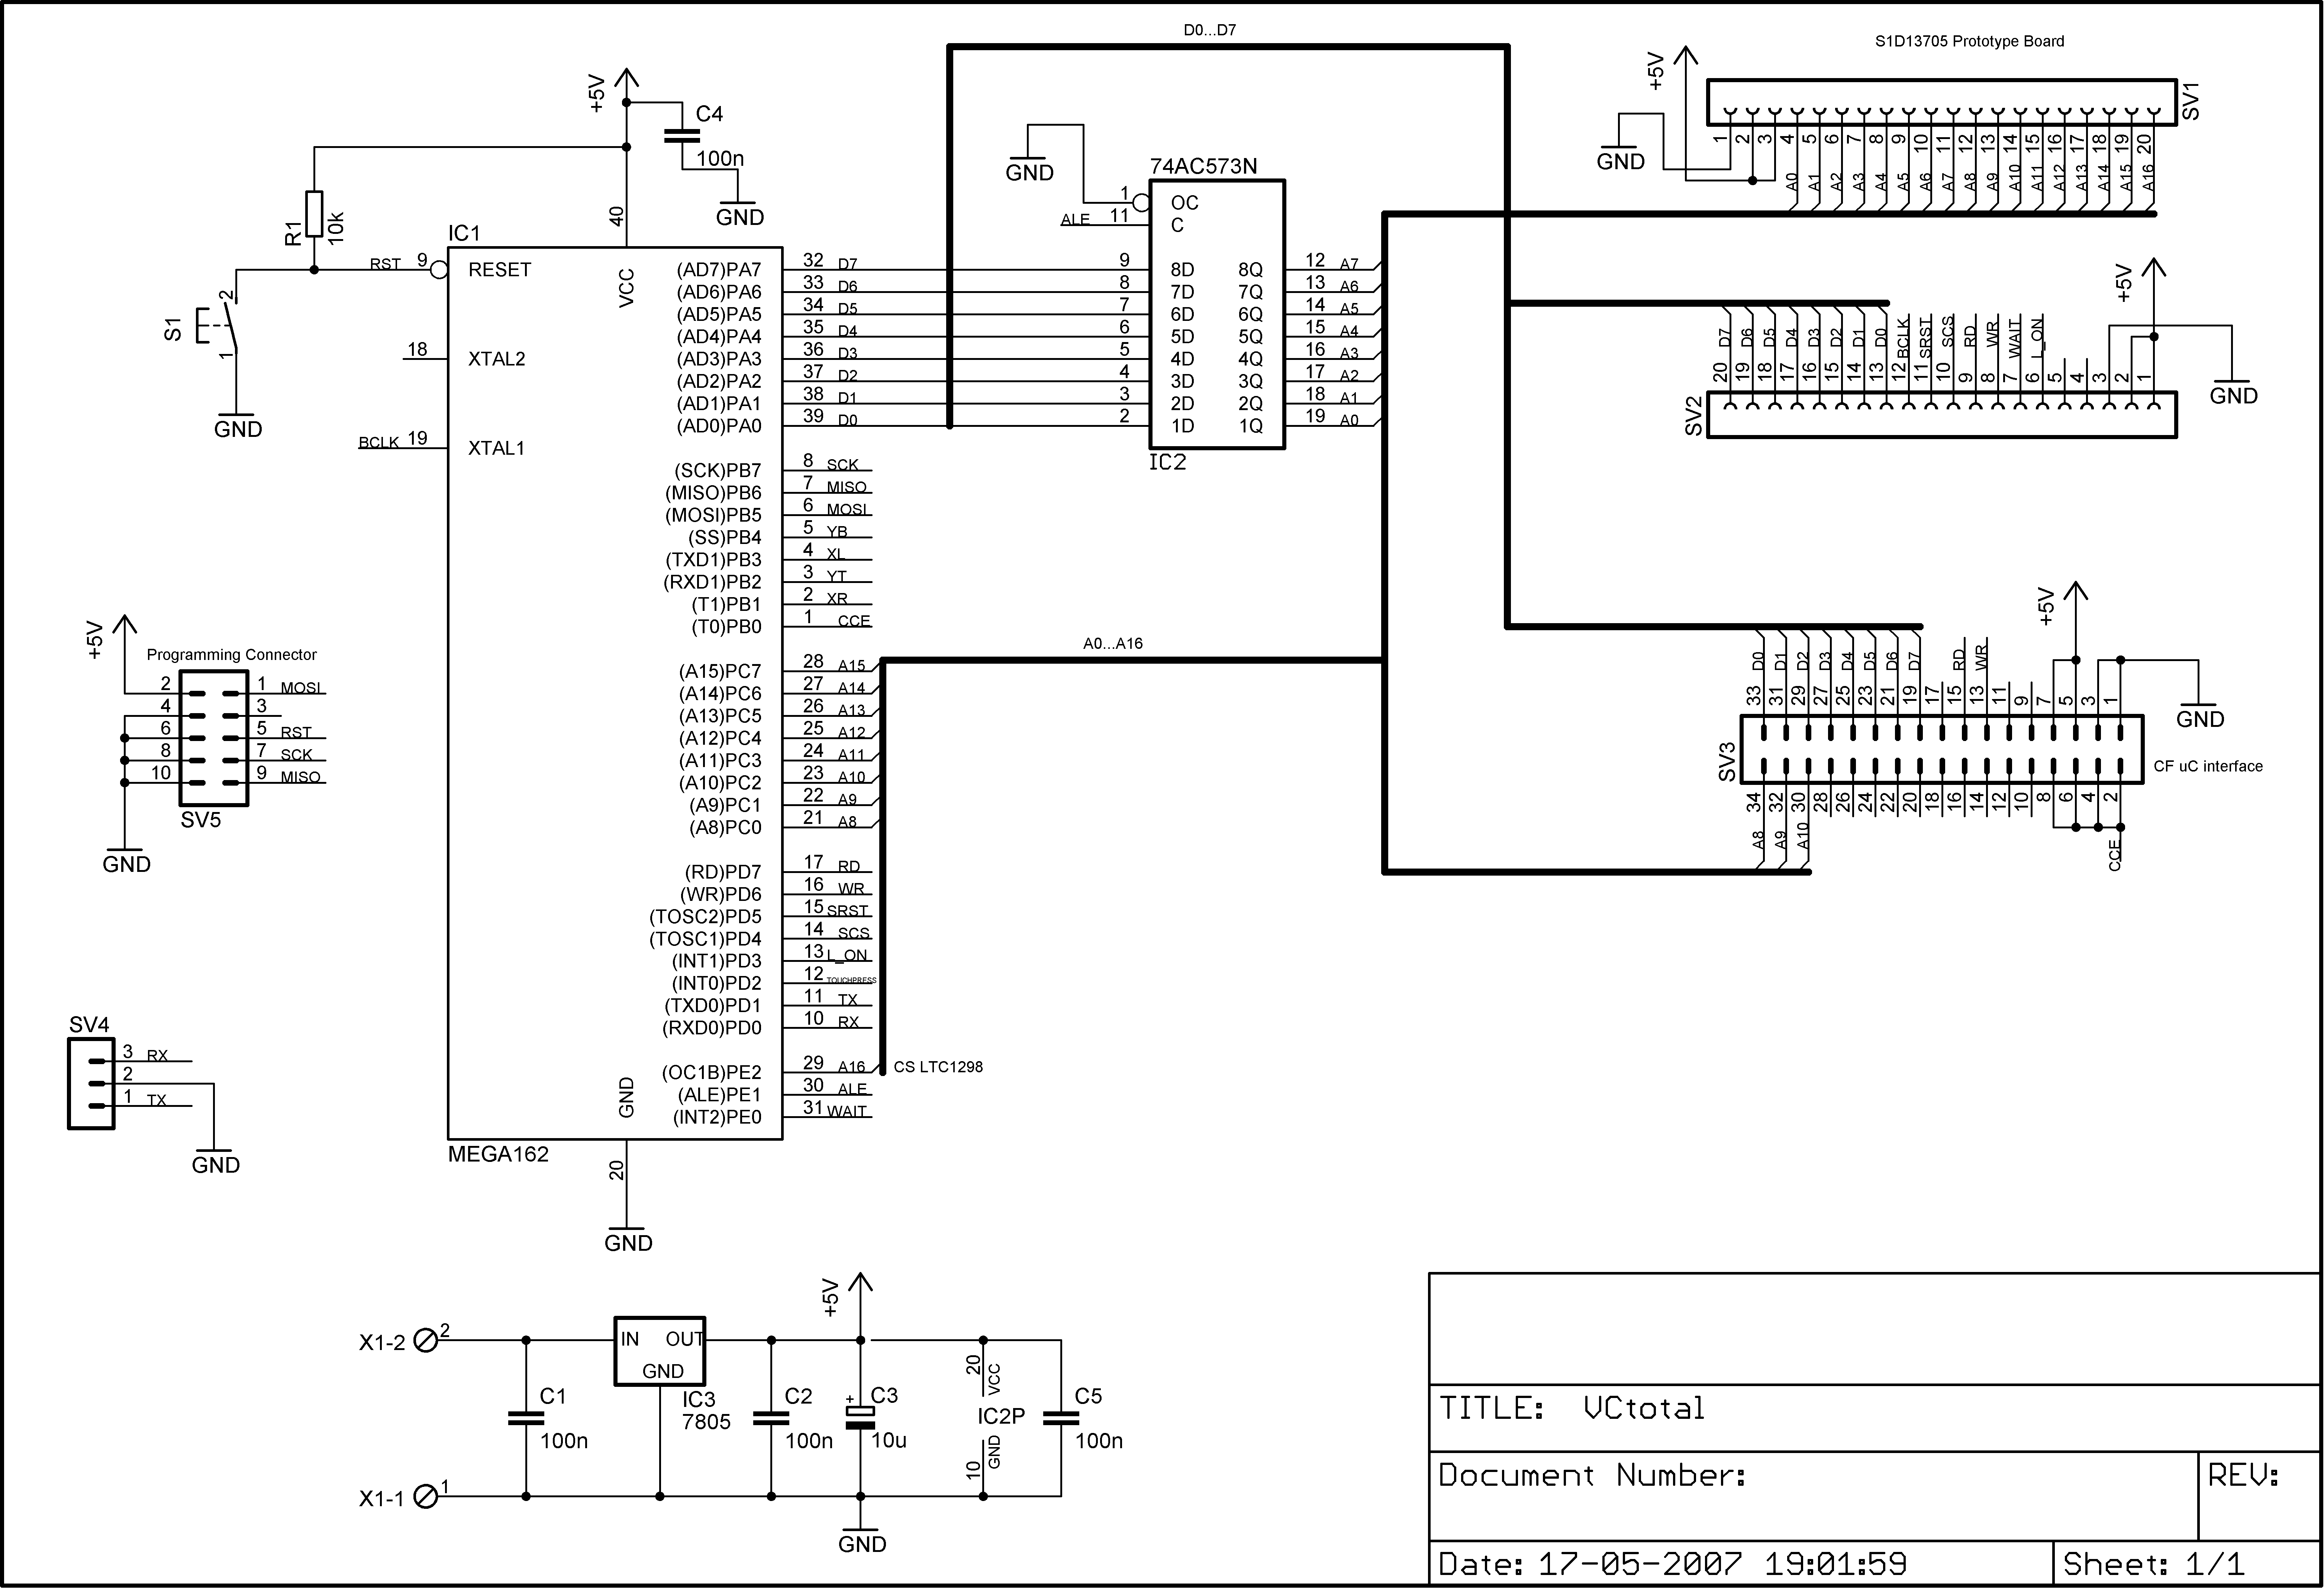 D0...D7
S1D13705 Prototype Board
+5V
C4
100n
GND
R1
10k
RST 9
S1
2
1
GND
IC1
40
VCC
RESET
18 XTAL2
BCLK 19 XTAL1
(AD7)PA7 32 D7
(AD6)PA6 33 D6
(AD5)PA5 34 D5
(AD4)PA4 35 D4
(AD3)PA3 36 D3
(AD2)PA2 37 D2
(AD1)PA1 38 D1
(AD0)PA0 39 D0
(SCK)PB7 8 SCK
(MISO)PB6 7 MISO
(MOSI)PB5 6 MOSI
(SS)PB4 5 YB
(TXD1)PB3 4 XL
(RXD1)PB2 3 YT
(T1)PB1 2 XR
(T0)PB0 1 CCE
(A15)PC7 28 A15
(A14)PC6 27 A14
(A13)PC5 26 A13
(A12)PC4 25 A12
(A11)PC3 24 A11
(A10)PC2 23 A10
(A9)PC1 22 A9
(A8)PC0 21 A8
(RD)PD7 17 RD
(WR)PD6 16 WR
(TOSC2)PD5 15 SRST
(TOSC1)PD4 14 SCS
(INT1)PD3 13 L_ON
(INT0)PD2 12 TOUCHPRESS
(TXD0)PD1 11 TX
(RXD0)PD0 10 RX
(OC1B)PE2 29 A16
CS LTC1298
(ALE)PE1 30 ALE
(INT2)PE0 31 WAIT
GND
MEGA162
20
GND
A0...A16
GND
74AC573N
1 OC
ALE 11 C
9 8D 8Q 12 A7
8 7D 7Q 13 A6
7 6D 6Q 14 A5
6 5D 5Q 15 A4
5 4D 4Q 16 A3
4 3D 3Q 17 A2
3 2D 2Q 18 A1
2 1D 1Q 19 A0
IC2
+5V
GND
SV1
1 2 3 4 5 6 7 8 9 10 11 12 13 14 15 16 17 18 19 20
A0 A1 A2 A3 A4 A5 A6 A7 A8 A9 A10 A11 A12 A13 A14 A15 A16
+5V
D7 D6 D5 D4 D3 D2 D1 D0 BCLK SRST SCS RD WR WAIT L_ON
20 19 18 17 16 15 14 13 12 11 10 9 8 7 6 5 4 3 2 1
SV2
GND
+5V
D0 D1 D2 D3 D4 D5 D6 D7 RD WR
33 31 29 27 25 23 21 19 17 15 13 11 9 7 5 3 1
GND
SV3
CF uC interface
34 32 30 28 26 24 22 20 18 16 14 12 10 8 6 4 2
A8 A9 A10 CCE
+5V
Programming Connector
2 1 MOSI
4 3
6 5 RST
8 7 SCK
10 9 MISO
SV5
GND
SV4
3 RX
2
1 TX
GND
+5V
X1-2 2
IN OUT
GND
IC3
7805
C1
100n
C2
100n
+
C3
10u
20 VCC
IC2P
10 GND
C5
100n
X1-1 1
GND
TITLE: VCtotal
Document Number:
REV:
Date: 17-05-2007 19:01:59
Sheet: 1/1